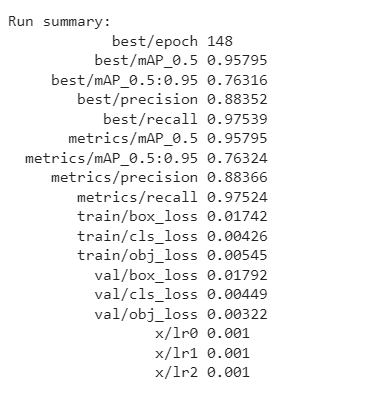 Run summary:
best/epoch 148
best/mAP_0.5 0.95795
best/mAP_0.5:0.95 0.76316
best/precision 0.88352
best/recall 0.97539
metrics/mAP_0.5 0.95795
metrics/mAP_0.5:0.95 0.76324
metrics/precision 0.88366
metrics/recall 0.97524
train/box_loss 0.01742
train/cls_loss 0.00426
train/obj_loss 0.00545
val/box_loss 0.01792
val/cls_loss 0.00449
val/obj_loss 0.00322
x/lr0 0.001
x/lr1 0.001
x/lr2 0.001